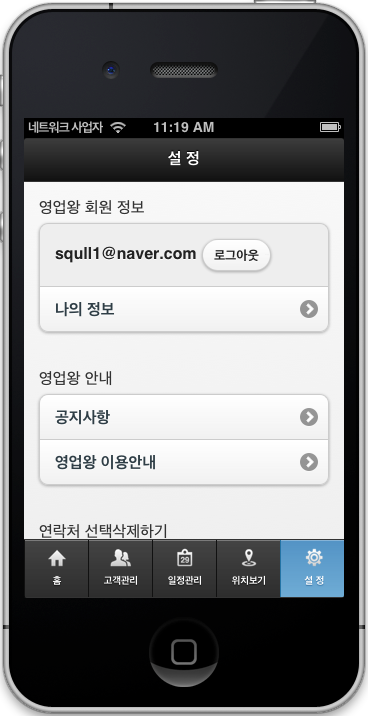 네트워크 사업자 11:19 AM
설 정
영업왕 회원 정보
squll1@naver.com 로그아웃
나의 정보
영업왕 안내
공지사항
영업왕 이용안내
연락처 선택삭제하기
29
홈 고객관리 일정관리 위치보기 설 정